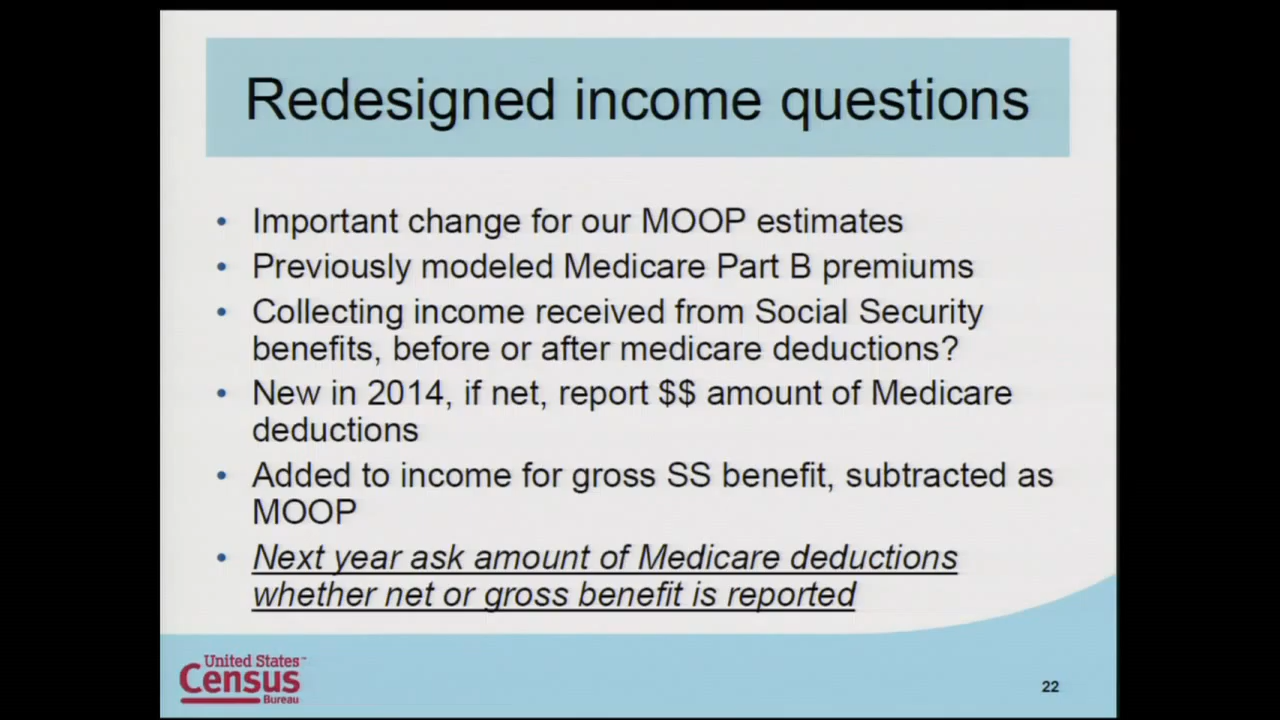 Redesigned income questions
• Important change for our MOOP estimates
• Previously modeled Medicare Part B premiums
• Collecting income received from Social Security
benefits, before or after medicare deductions?
• New in 2014, if net, report $$ amount of Medicare
deductions
• Added to income for gross SS benefit, subtracted as
MOOP
• Next year ask amount of Medicare deductions
whether net or gross benefit is reported
United States™
Census
Bureau
22